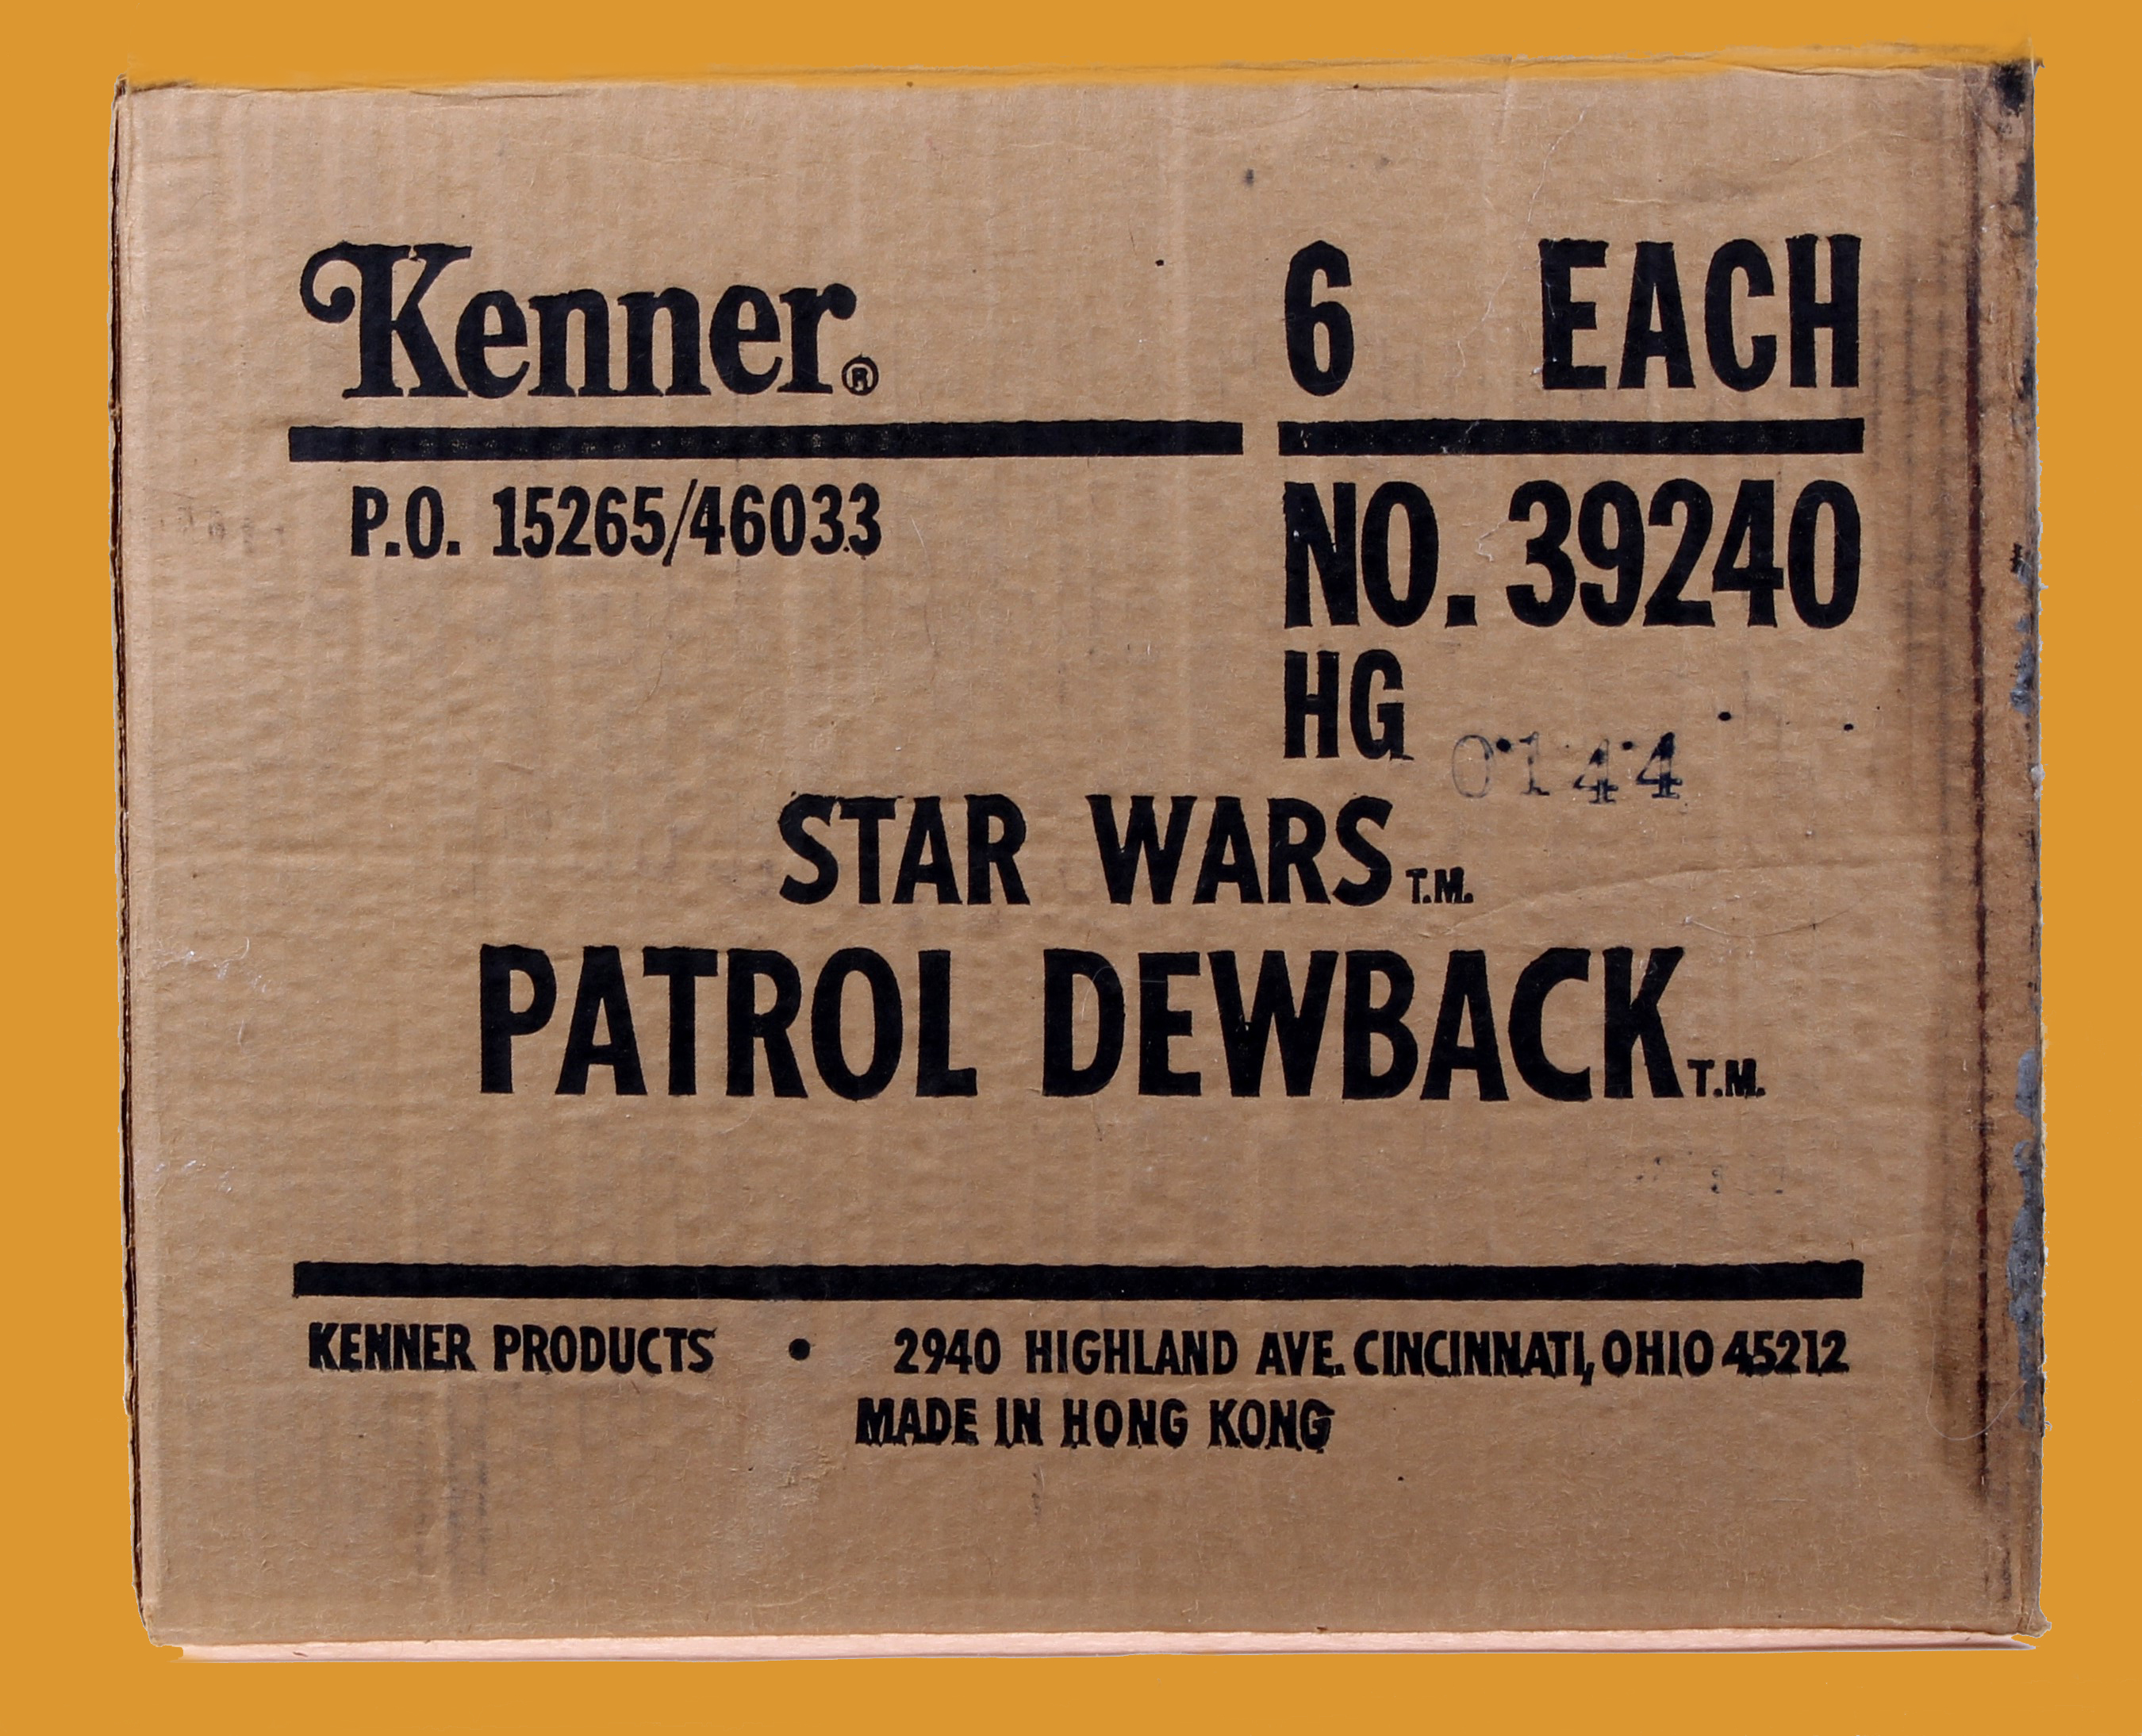 Kenner®
6 EACH
P.O. 15265/46033
NO. 39240
HG
0144
STAR WARS T.M.
PATROL DEWBACK T.M.
KENNER PRODUCTS • 2940 HIGHLAND AVE. CINCINNATI, OHIO 45212
MADE IN HONG KONG